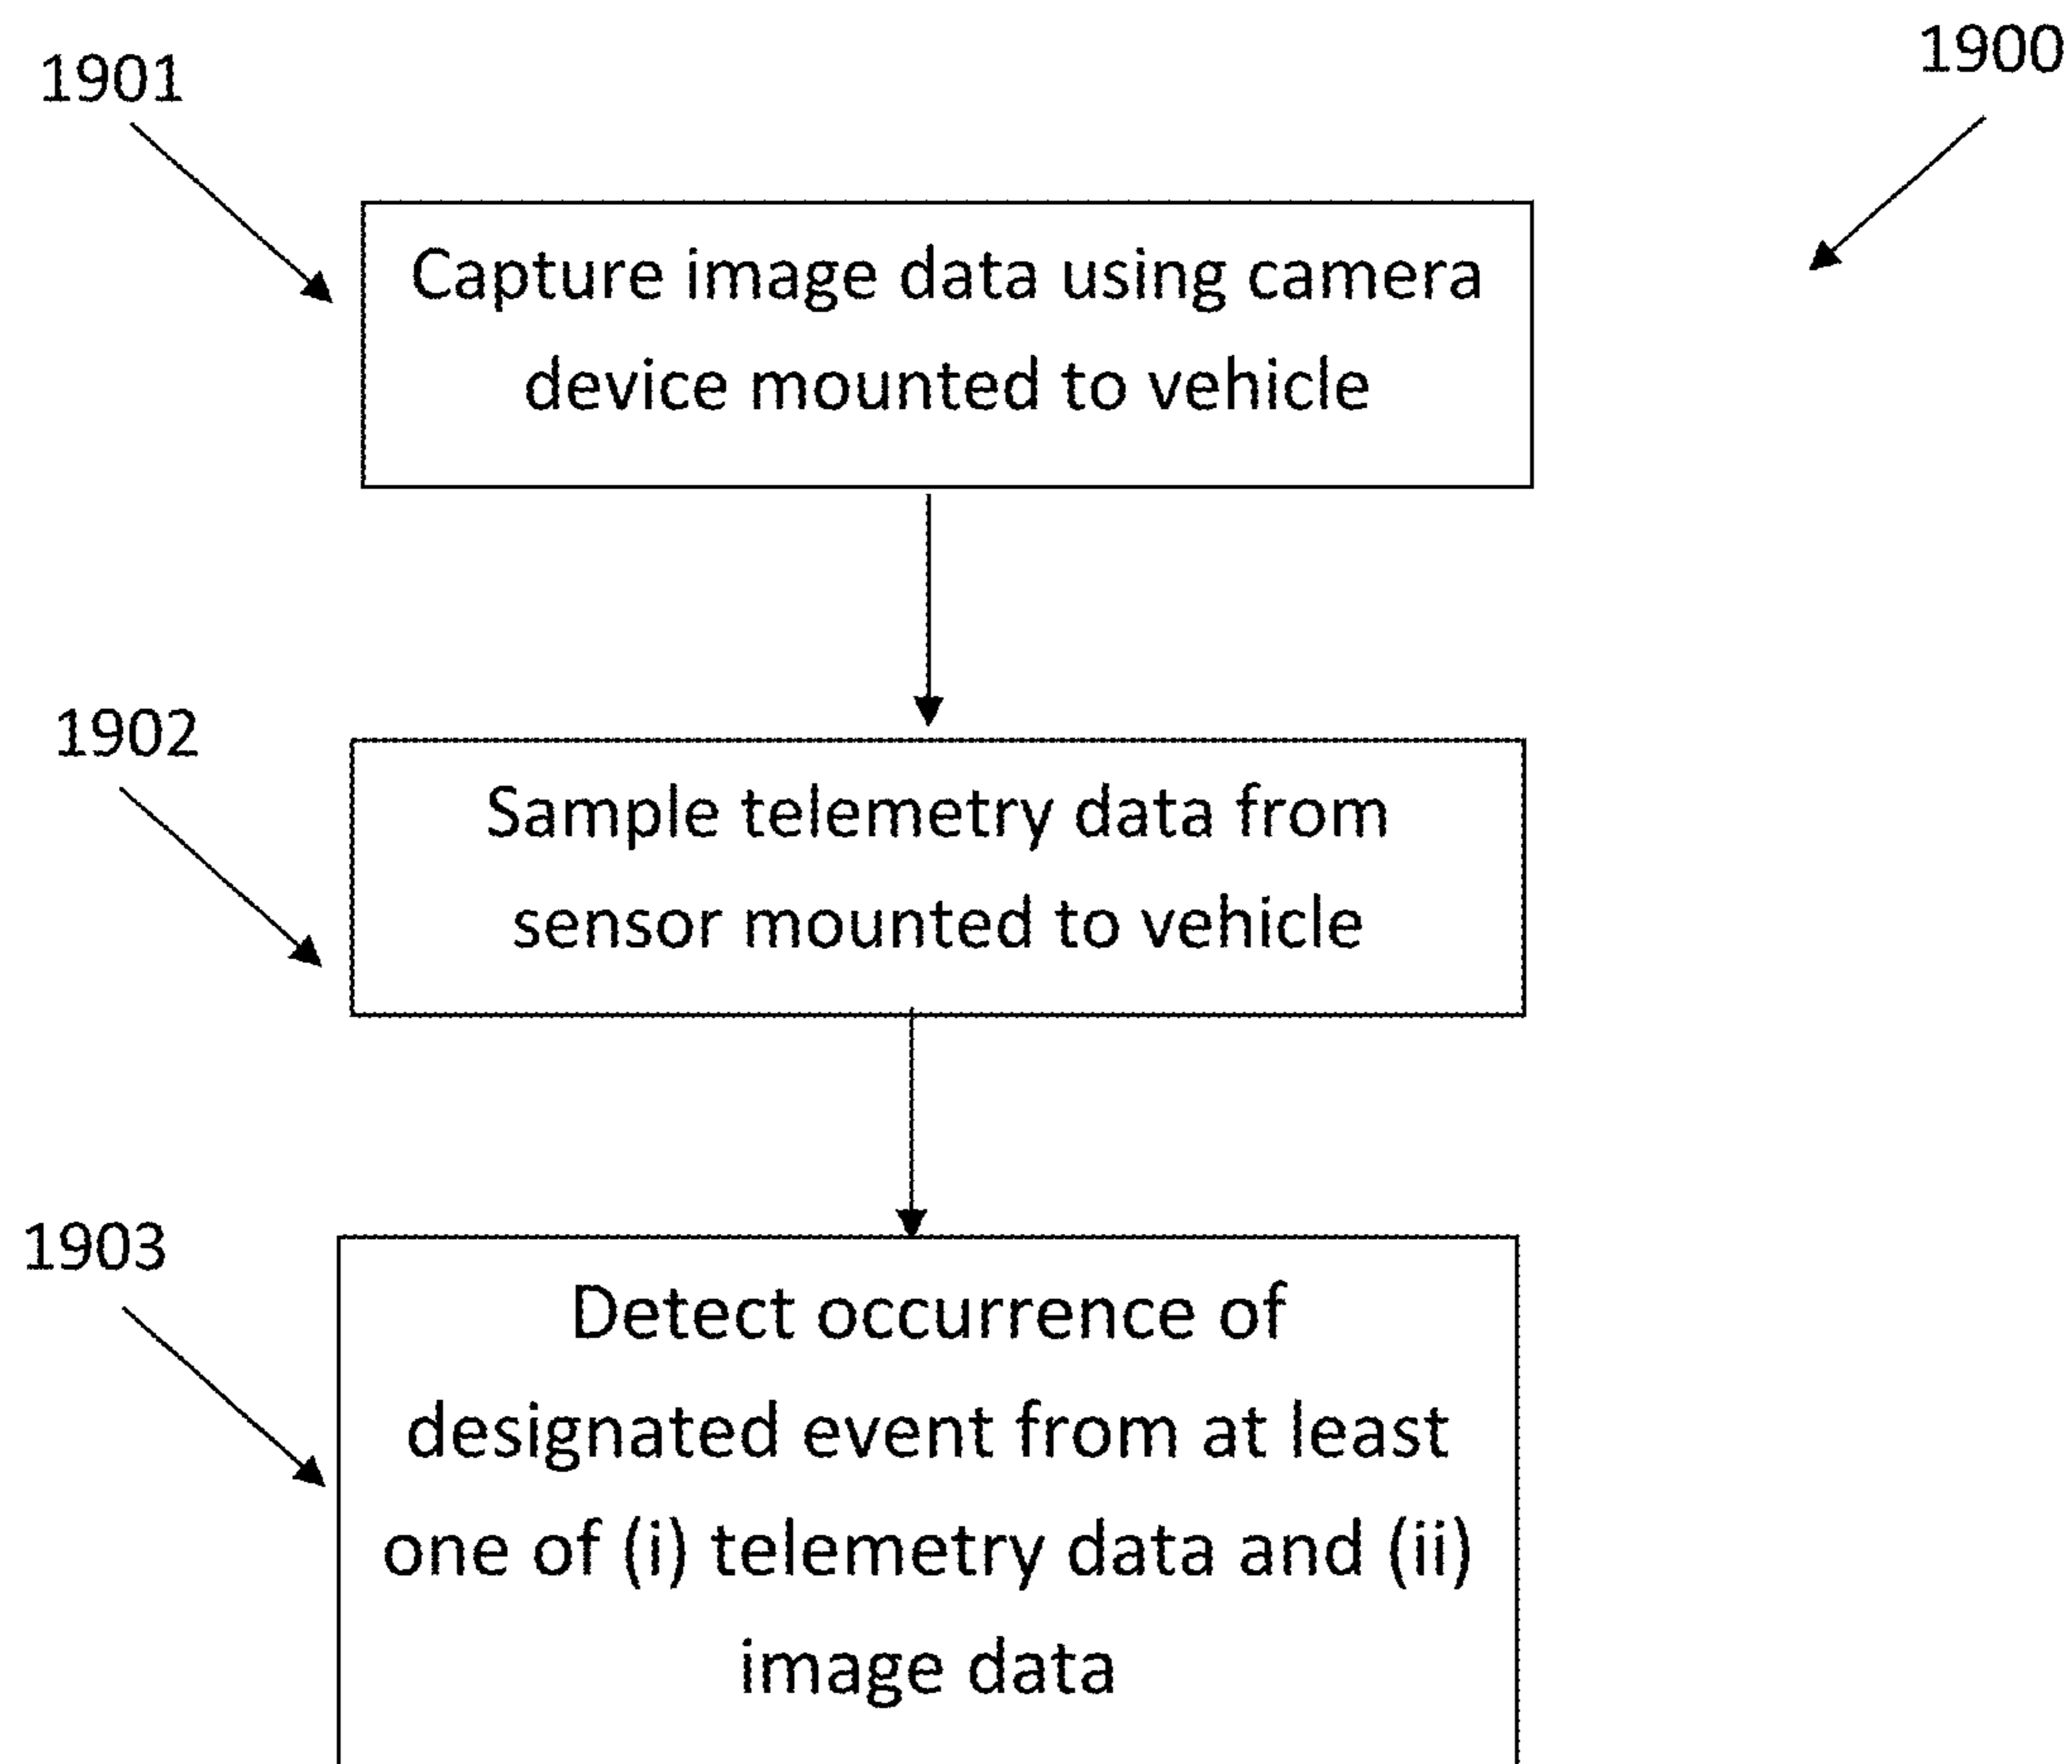 1901
1900
Capture image data using camera
device mounted to vehicle
1902
Sample telemetry data from
sensor mounted to vehicle
1903
Detect occurrence of
designated event from at least
one of (i) telemetry data and (ii)
image data